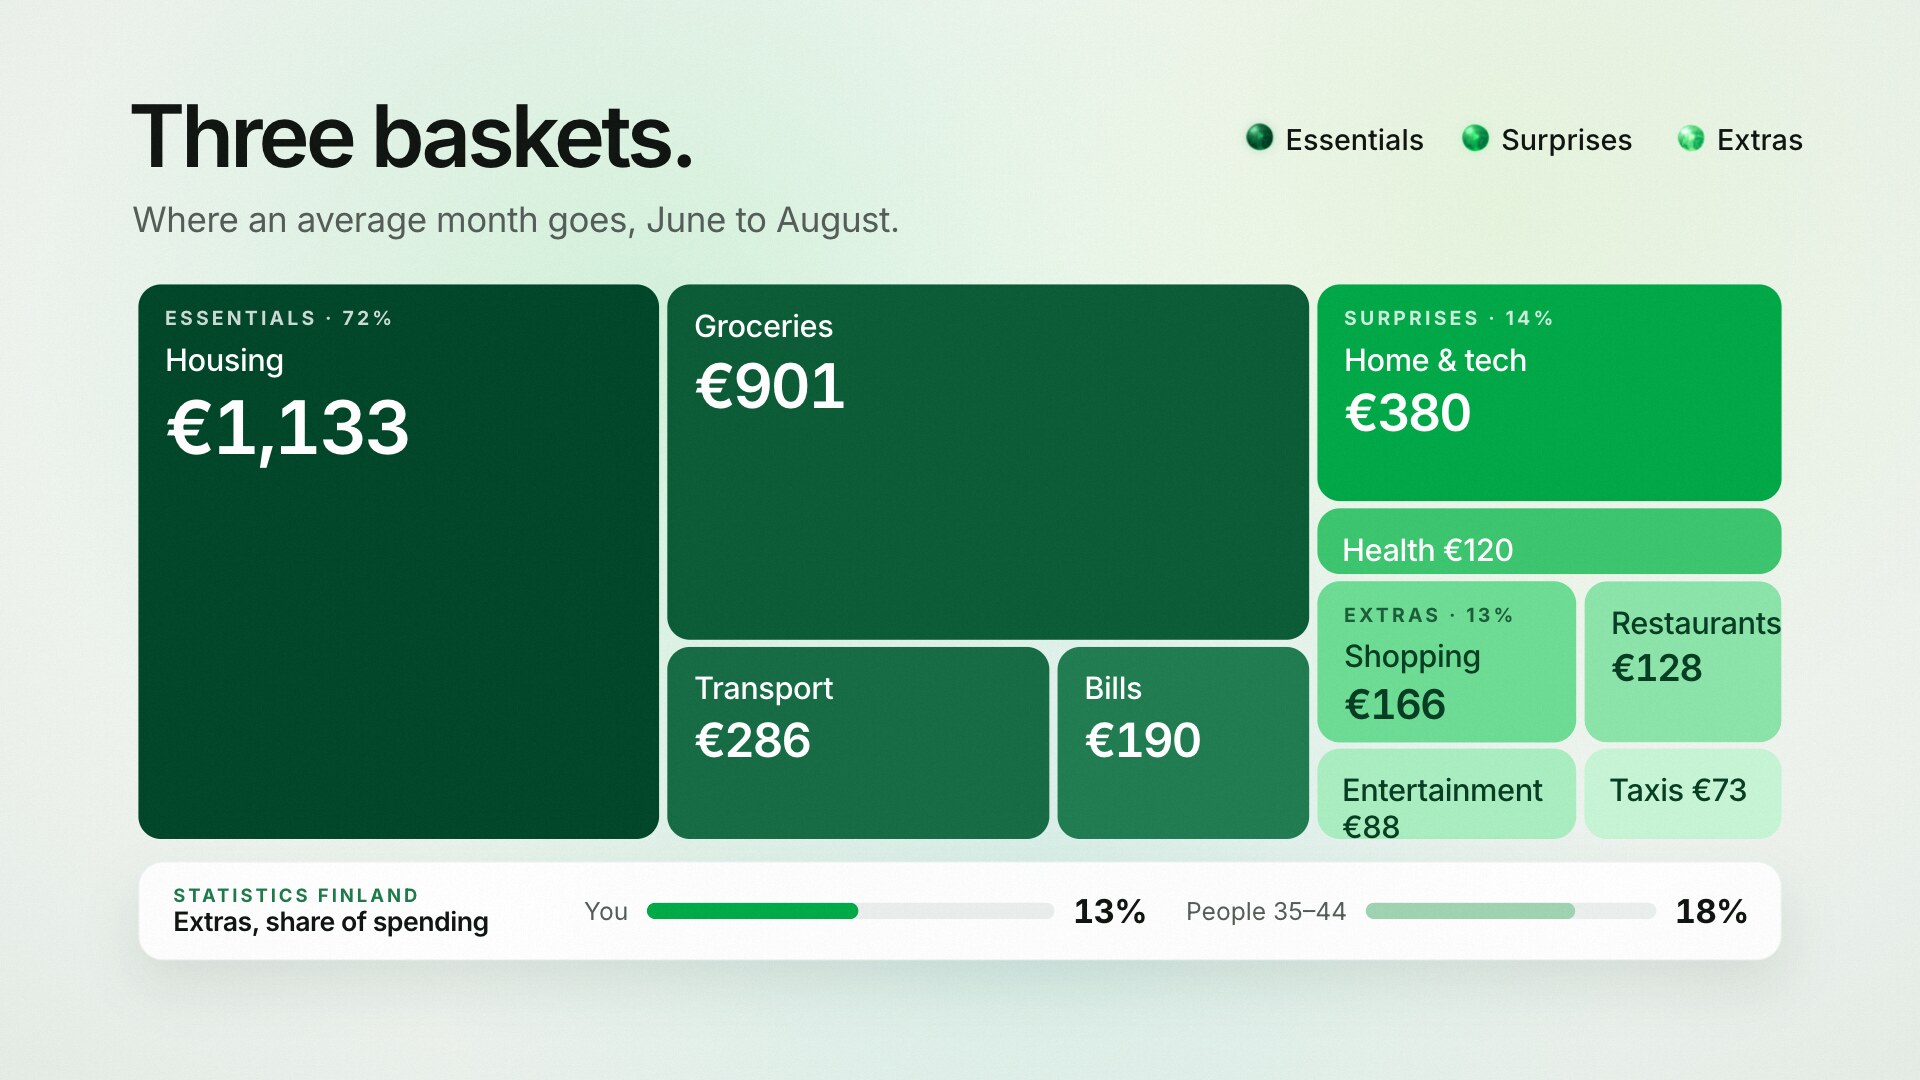 Three baskets.
Where an average month goes, June to August.
Essentials
Surprises
Extras
ESSENTIALS · 72%
Housing
€1,133
Groceries
€901
Transport
€286
Bills
€190
SURPRISES · 14%
Home & tech
€380
Health €120
EXTRAS · 13%
Shopping
€166
Restaurants
€128
Entertainment
€88
Taxis €73
STATISTICS FINLAND
Extras, share of spending
You 13%
People 35–44 18%